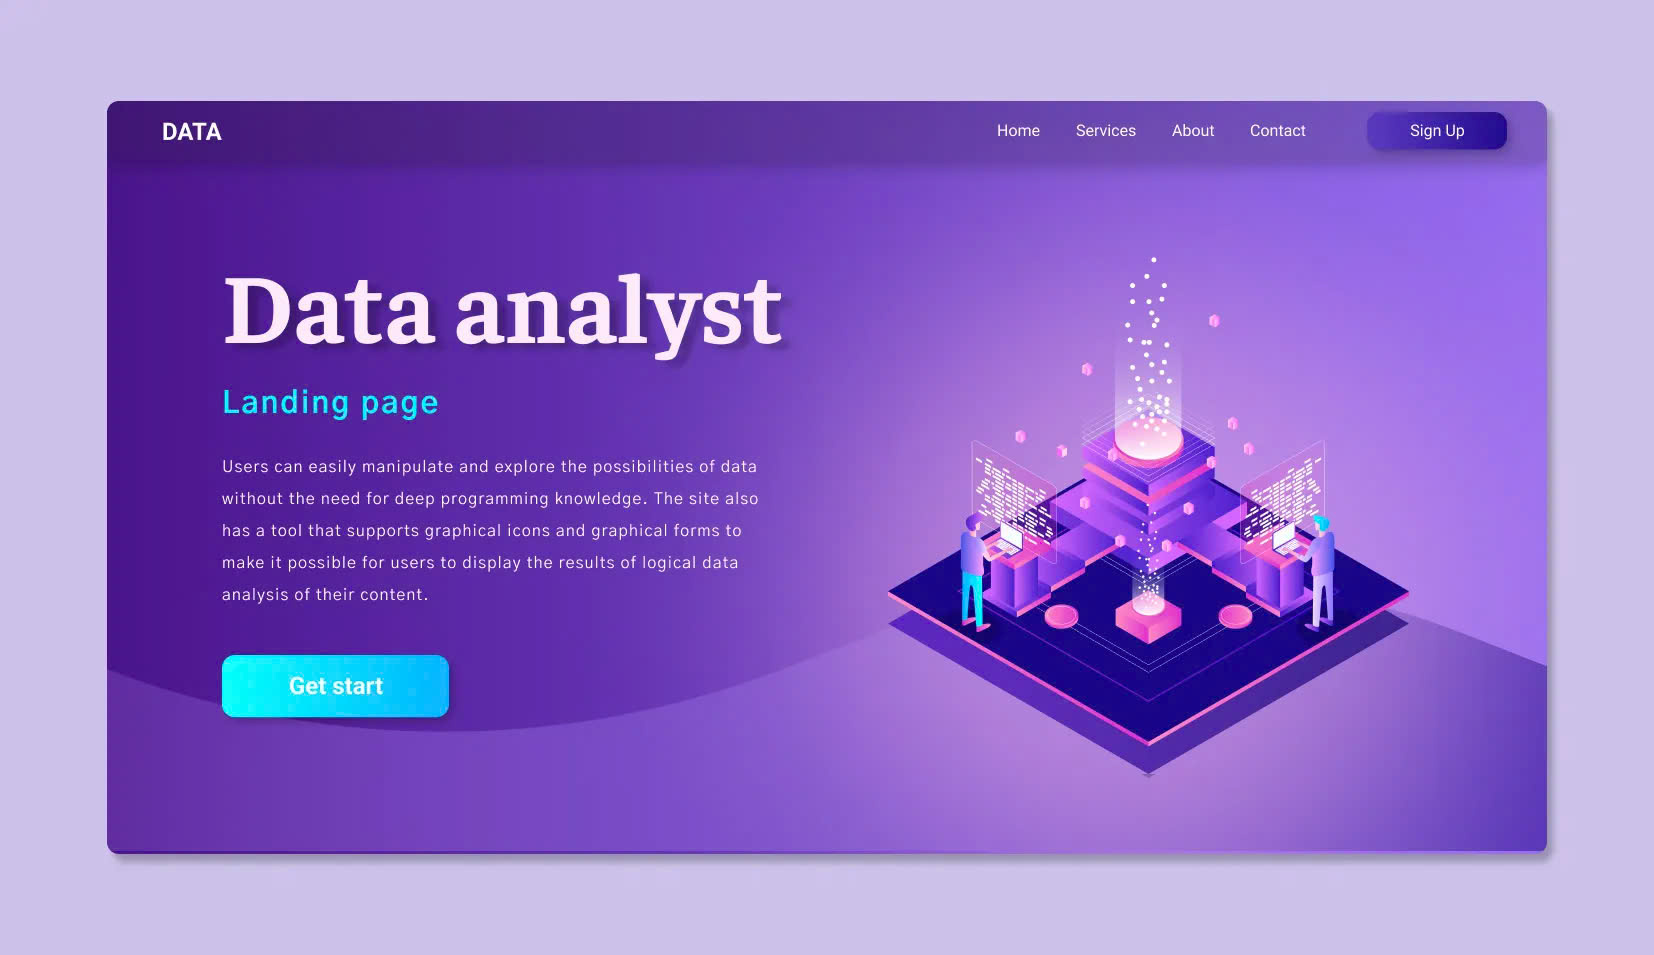 DATA
Home Services About Contact Sign Up
Data analyst
Landing page
Users can easily manipulate and explore the possibilities of data
without the need for deep programming knowledge. The site also
has a tool that supports graphical icons and graphical forms to
make it possible for users to display the results of logical data
analysis of their content.
Get start